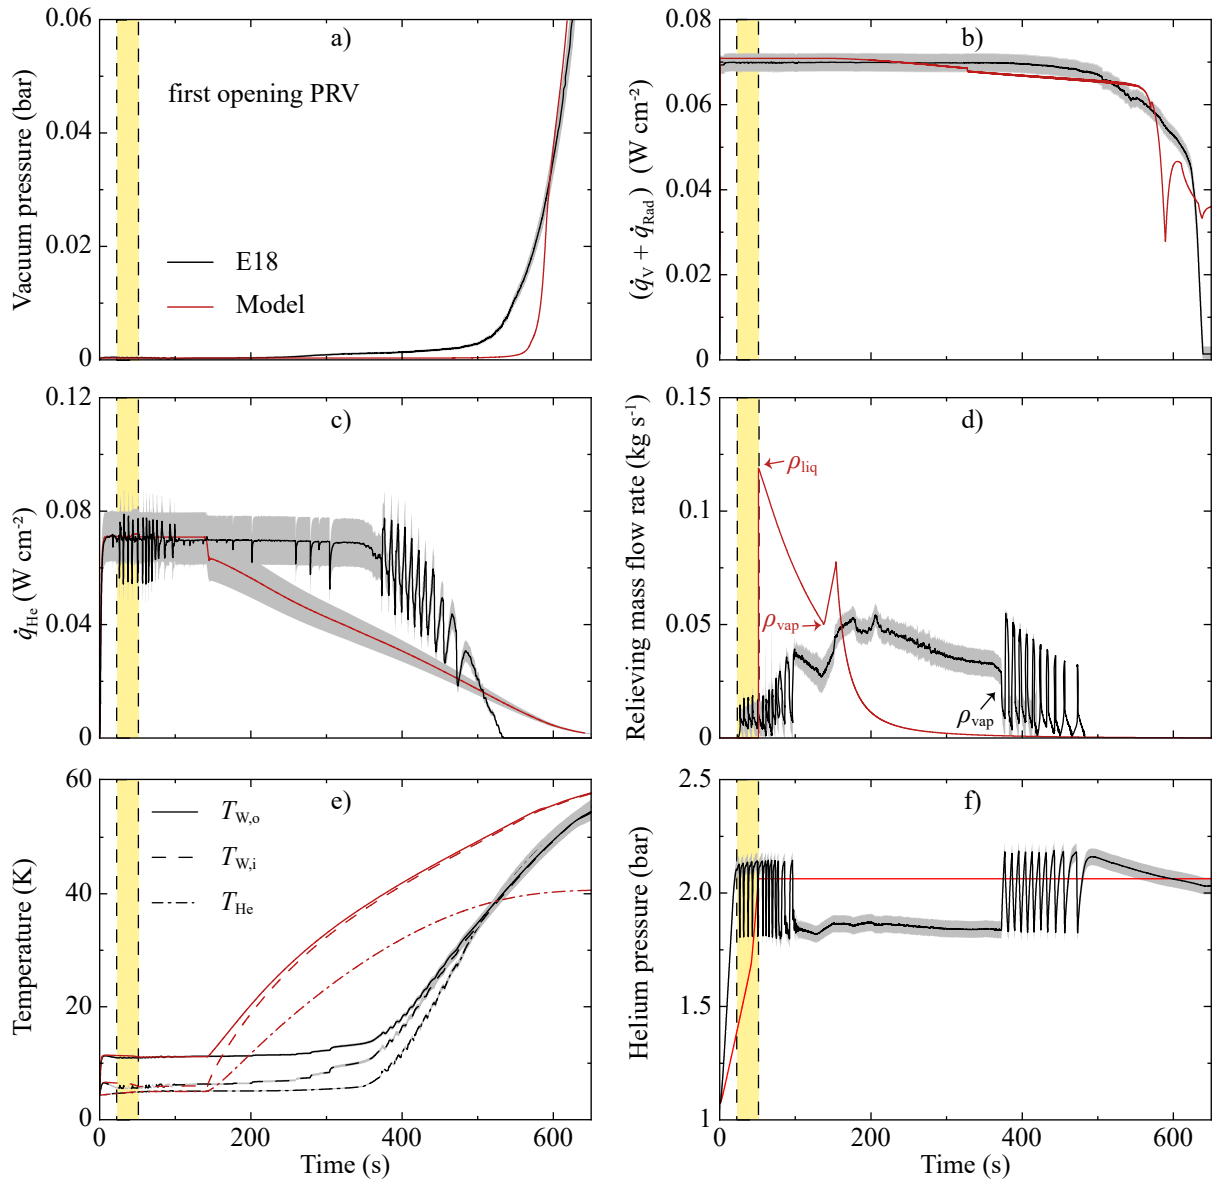 a)
first opening PRV
E18
Model
Vacuum pressure (bar)
0.06
0.04
0.02
0
b)
(q̇V + q̇Rad) (W cm-2)
0.08
0.06
0.04
0.02
0
c)
q̇He (W cm-2)
0.12
0.08
0.04
0
d)
ρliq
ρvap
ρvap
Relieving mass flow rate (kg s-1)
0.15
0.10
0.05
0
e)
TW,o
TW,i
THe
Temperature (K)
60
40
20
0
0 200 400 600
Time (s)
f)
Helium pressure (bar)
2.5
2.0
1.5
1
0 200 400 600
Time (s)